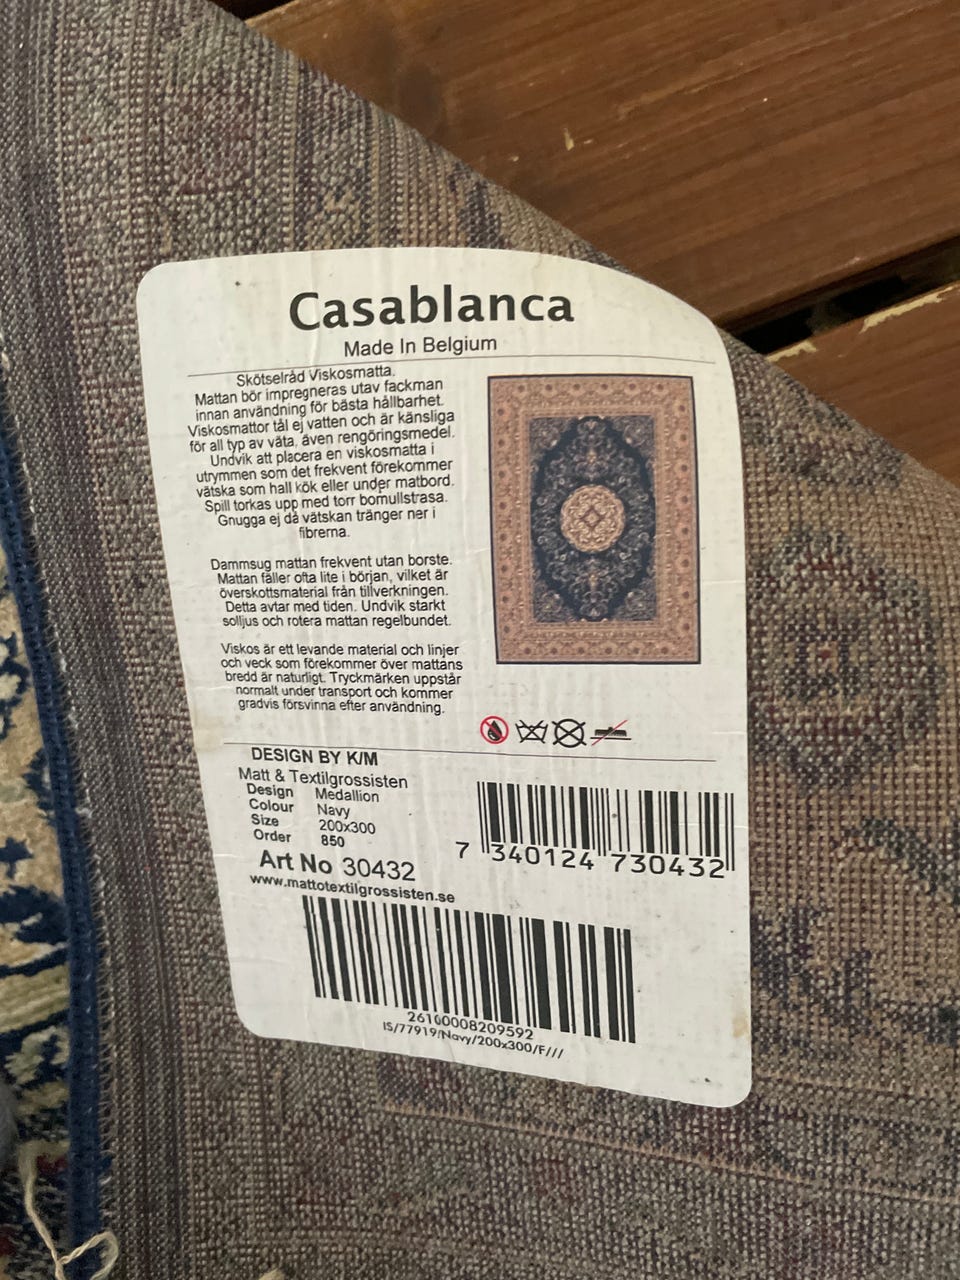 Casablanca
Made In Belgium
Skötselråd Viskosmatta.
Mattan bör impregneras utav fackman
innan användning för bästa hållbarhet.
Viskosmattor tål ej vatten och är känsliga
för all typ av väta, även rengöringsmedel.
Undvik att placera en viskosmatta i
utrymmen som det frekvent förekommer
vätska som hall kök eller under matbord.
Spill torkas upp med torr bomullstrasa.
Gnugga ej då vätskan tränger ner i
fibrerna.
Dammsug mattan frekvent utan borste.
Mattan fäller ofta lite i början, vilket är
överskottsmaterial från tillverkningen.
Detta avtar med tiden. Undvik starkt
solljus och rotera mattan regelbundet.
Viskos är ett levande material och linjer
och veck som förekommer över mattans
bredd är naturligt. Tryckmärken uppstår
normalt under transport och kommer
gradvis försvinna efter användning.
DESIGN BY K/M
Matt & Textilgrossisten
Design Medallion
Colour Navy
Size 200x300
Order 850
Art No 30432
www.mattotextilgrossisten.se
7 340124 730432
26100008209592
IS/77919/Navy/200x300/F///